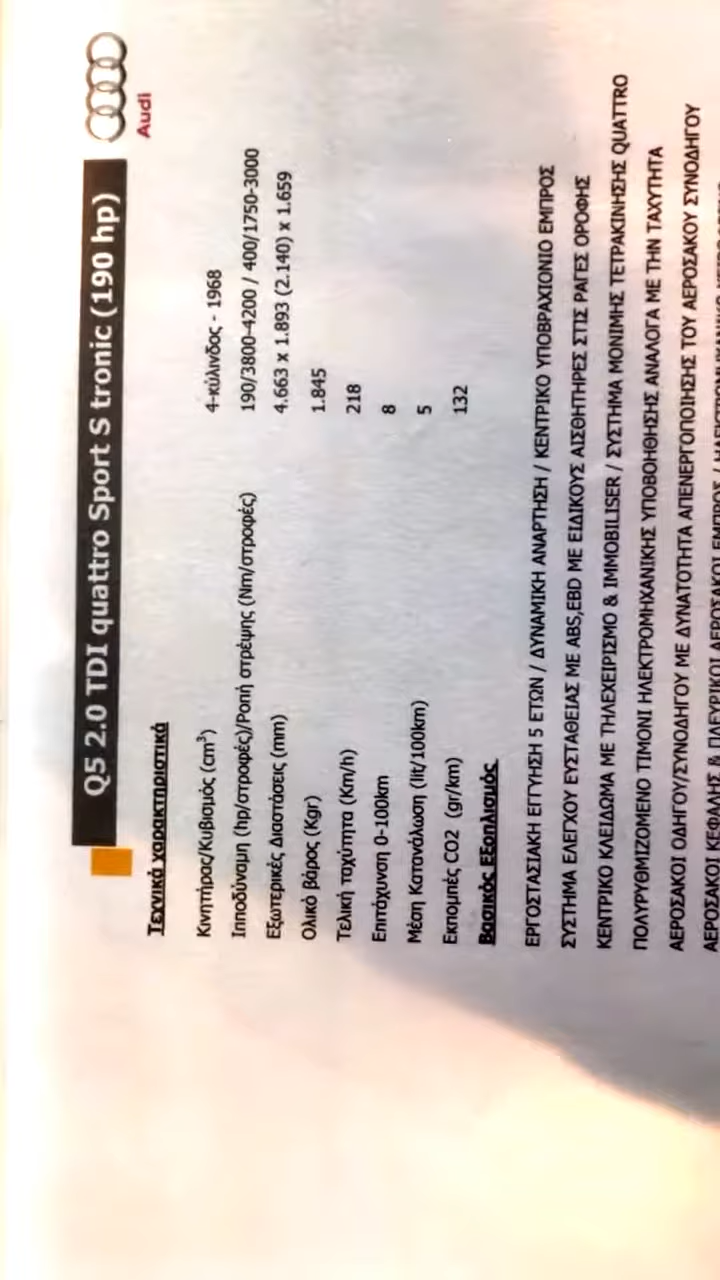 Q5 2.0 TDI quattro Sport S tronic (190 hp)
Audi
Τεχνικά χαρακτηριστικά
Κινητήρας/Κυβισμός (cm³) 4-κύλινδος - 1968
Ιπποδύναμη (hp/στροφές)/Ροπή στρέψης (Nm/στροφές) 190/3800-4200 / 400/1750-3000
Εξωτερικές Διαστάσεις (mm) 4.663 x 1.893 (2.140) x 1.659
Ολικό βάρος (Kgr) 1.845
Τελική ταχύτητα (Km/h) 218
Επιτάχυνση 0-100km 8
Μέση Κατανάλωση (lit/100km) 5
Εκπομπές CO2 (gr/km) 132
Βασικός Εξοπλισμός
ΕΡΓΟΣΤΑΣΙΑΚΗ ΕΓΓΥΗΣΗ 5 ΕΤΩΝ / ΔΥΝΑΜΙΚΗ ΑΝΑΡΤΗΣΗ / ΚΕΝΤΡΙΚΟ ΥΠΟΒΡΑΧΙΟΝΙΟ ΕΜΠΡΟΣ
ΣΥΣΤΗΜΑ ΕΛΕΓΧΟΥ ΕΥΣΤΑΘΕΙΑΣ ΜΕ ABS,EBD ΜΕ ΕΙΔΙΚΟΥΣ ΑΙΣΘΗΤΗΡΕΣ ΣΤΙΣ ΡΑΓΕΣ ΟΡΟΦΗΣ
ΚΕΝΤΡΙΚΟ ΚΛΕΙΔΩΜΑ ΜΕ ΤΗΛΕΧΕΙΡΙΣΜΟ & IMMOBILISER / ΣΥΣΤΗΜΑ ΜΟΝΙΜΗΣ ΤΕΤΡΑΚΙΝΗΣΗΣ QUATTRO
ΠΟΛΥΡΥΘΜΙΖΟΜΕΝΟ ΤΙΜΟΝΙ ΗΛΕΚΤΡΟΜΗΧΑΝΙΚΗΣ ΥΠΟΒΟΗΘΗΣΗΣ ΑΝΑΛΟΓΑ ΜΕ ΤΗΝ ΤΑΧΥΤΗΤΑ
ΑΕΡΟΣΑΚΟΙ ΟΔΗΓΟΥ/ΣΥΝΟΔΗΓΟΥ ΜΕ ΔΥΝΑΤΟΤΗΤΑ ΑΠΕΝΕΡΓΟΠΟΙΗΣΗΣ ΤΟΥ ΑΕΡΟΣΑΚΟΥ ΣΥΝΟΔΗΓΟΥ
ΑΕΡΟΣΑΚΟΙ ΚΕΦΑΛΗΣ & ΠΛΕΥΡΙΚΟΙ ΑΕΡΟΣΑΚΟΙ ΕΜΠΡΟΣ /